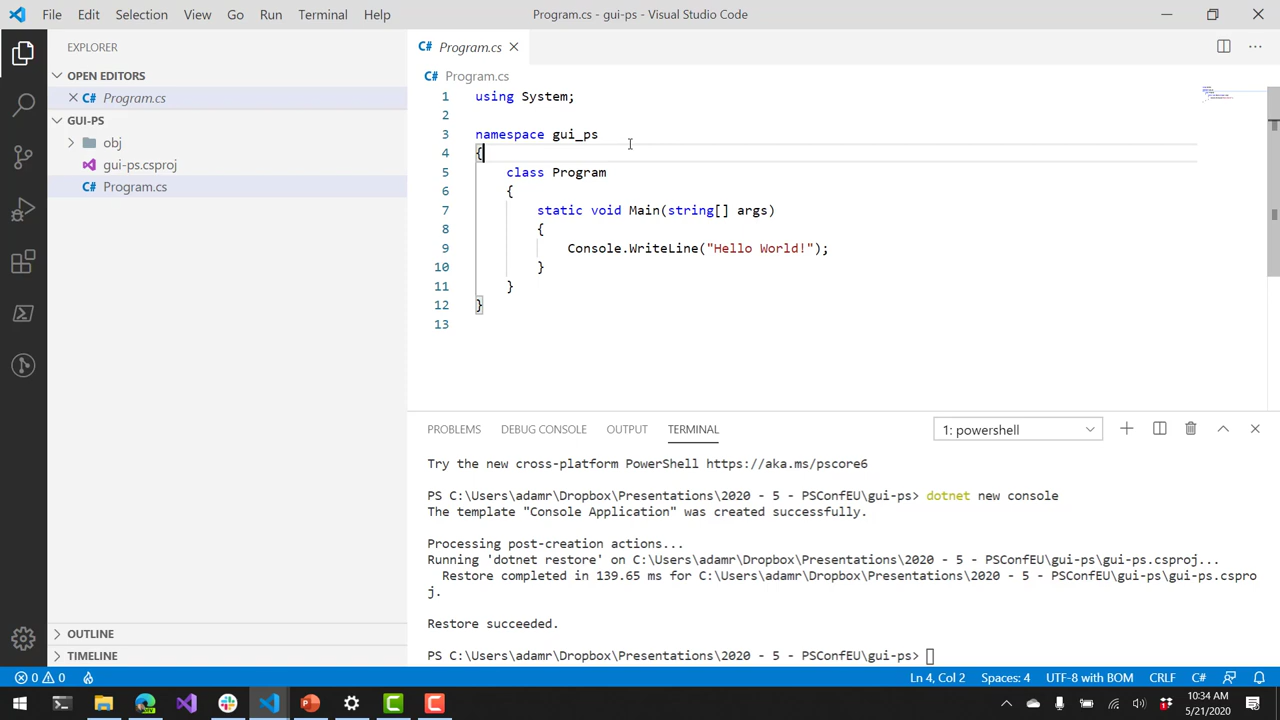 File Edit Selection View Go Run Terminal Help
Program.cs - gui-ps - Visual Studio Code
EXPLORER
OPEN EDITORS
C# Program.cs
GUI-PS
obj
gui-ps.csproj
C# Program.cs
OUTLINE
TIMELINE
C# Program.cs
C# Program.cs
1 using System;
2
3 namespace gui_ps
4 {
5 class Program
6 {
7 static void Main(string[] args)
8 {
9 Console.WriteLine("Hello World!");
10 }
11 }
12 }
13
PROBLEMS DEBUG CONSOLE OUTPUT TERMINAL
1: powershell
Try the new cross-platform PowerShell https://aka.ms/pscore6
PS C:\Users\adamr\Dropbox\Presentations\2020 - 5 - PSConfEU\gui-ps> dotnet new console
The template "Console Application" was created successfully.
Processing post-creation actions...
Running 'dotnet restore' on C:\Users\adamr\Dropbox\Presentations\2020 - 5 - PSConfEU\gui-ps\gui-ps.csproj...
Restore completed in 139.65 ms for C:\Users\adamr\Dropbox\Presentations\2020 - 5 - PSConfEU\gui-ps\gui-ps.cspro
j.
Restore succeeded.
PS C:\Users\adamr\Dropbox\Presentations\2020 - 5 - PSConfEU\gui-ps>
0 0
Ln 4, Col 2 Spaces: 4 UTF-8 with BOM CRLF C#
10:34 AM
5/21/2020